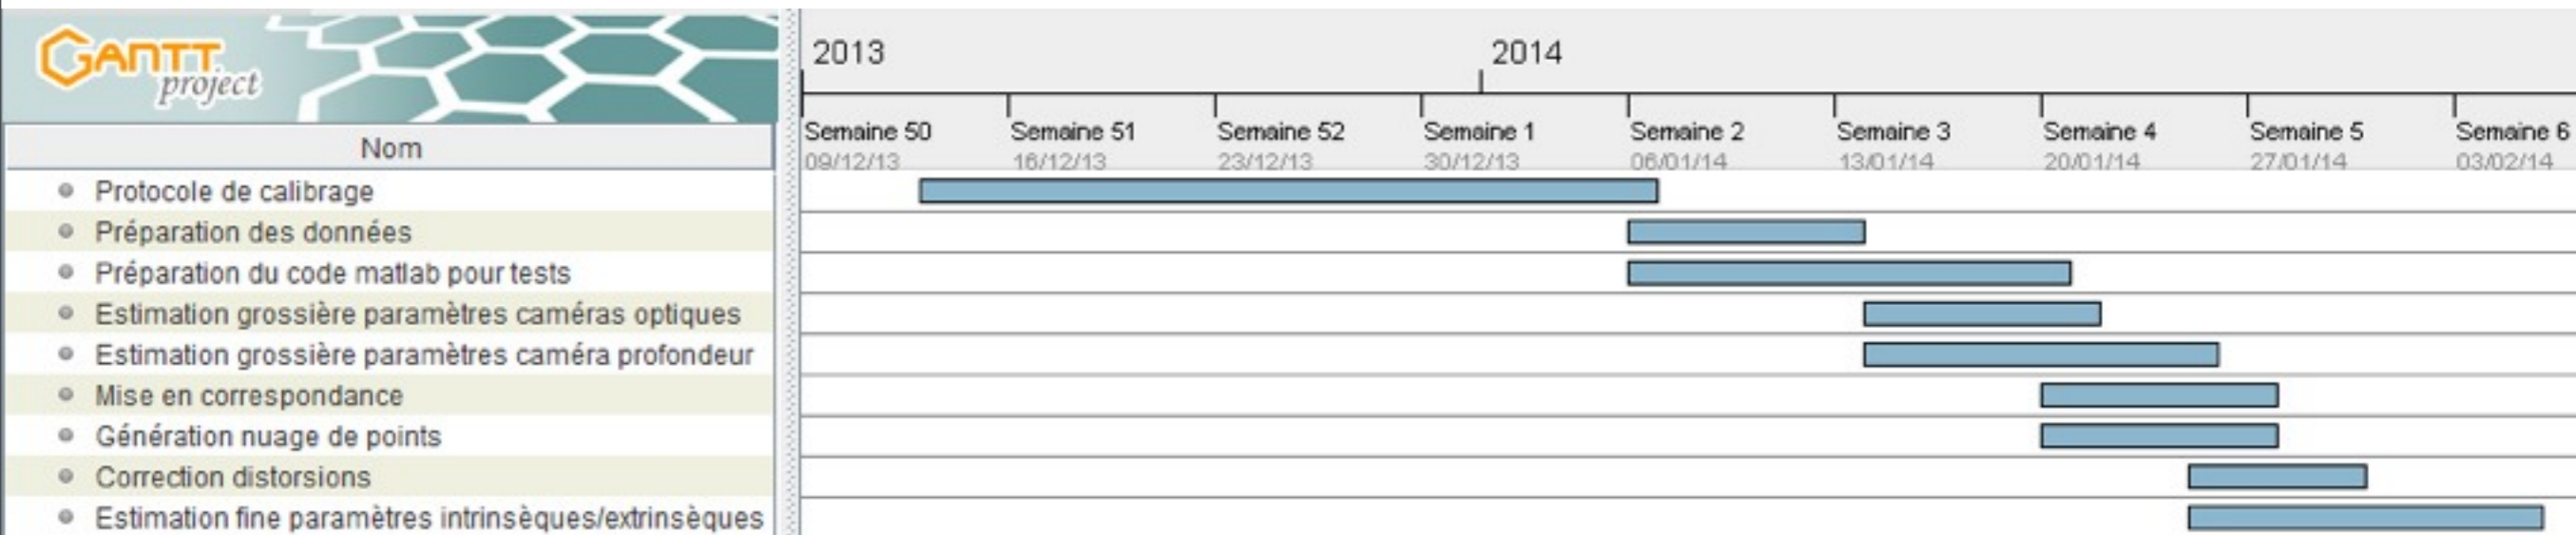 GANTT
project
2013 2014
Semaine 50 Semaine 51 Semaine 52 Semaine 1 Semaine 2 Semaine 3 Semaine 4 Semaine 5 Semaine 6
Nom
09/12/13 16/12/13 23/12/13 30/12/13 06/01/14 13/01/14 20/01/14 27/01/14 03/02/14
Protocole de calibrage
Préparation des données
Préparation du code matlab pour tests
Estimation grossière paramètres caméras optiques
Estimation grossière paramètres caméra profondeur
Mise en correspondance
Génération nuage de points
Correction distorsions
Estimation fine paramètres intrinsèques/extrinsèques